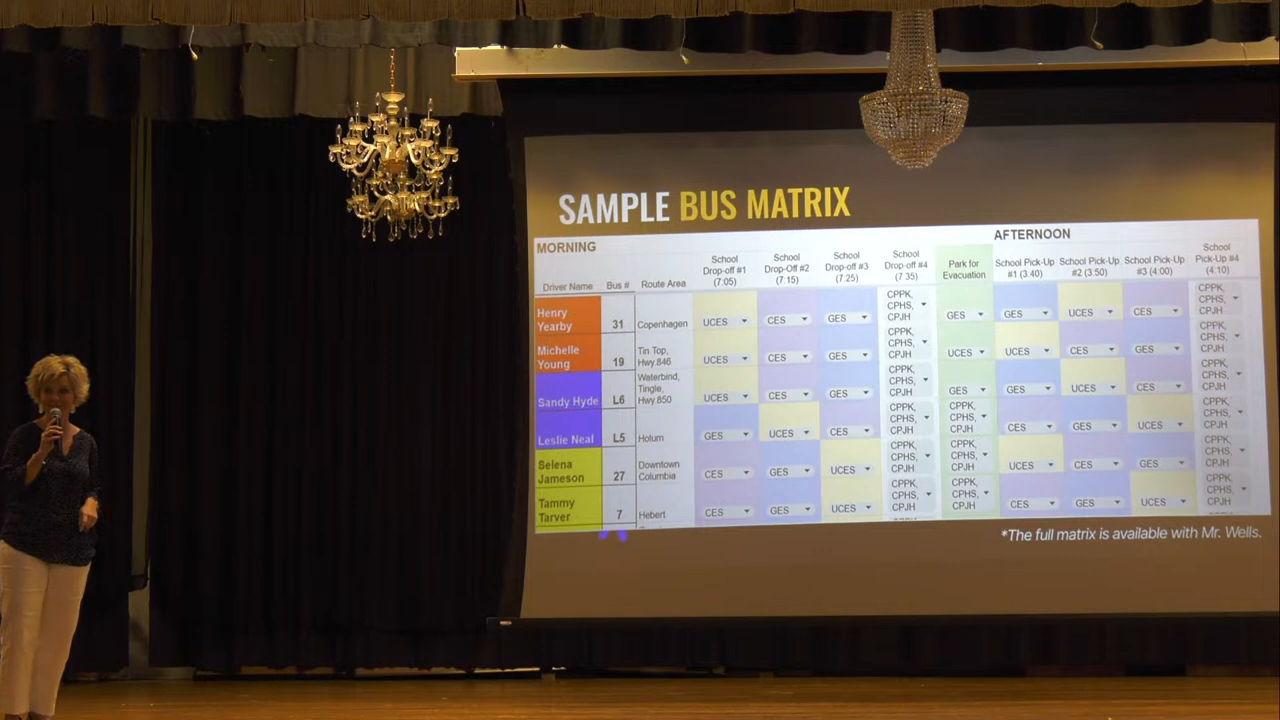 SAMPLE BUS MATRIX
MORNING AFTERNOON
Driver Name Bus # Route Area School Drop-off #1 (7:05) School Drop-Off #2 (7:15) School Drop-off #3 (7:25) School Drop-off #4 (7:35) Park for Evacuation School Pick-Up #1 (3:40) School Pick-Up #2 (3:50) School Pick-Up #3 (4:00) School Pick-Up #4 (4:10)
Henry Yearby 31 Copenhagen UCES CES GES CPPK, CPHS, CPJH GES GES UCES CES CPPK, CPHS, CPJH
Michelle Young 19 Tin Top, Hwy.846 UCES CES GES CPPK, CPHS, CPJH UCES UCES CES GES CPPK, CPHS, CPJH
Sandy Hyde L6 Waterbind, Tingle, Hwy.850 UCES CES GES CPPK, CPHS, CPJH GES GES UCES CES CPPK, CPHS, CPJH
Leslie Neal L5 Holum GES UCES CES CPPK, CPHS, CPJH CPPK, CPHS, CPJH CES GES UCES CPPK, CPHS, CPJH
Selena Jameson 27 Downtown Columbia CES GES UCES CPPK, CPHS, CPJH CPPK, CPHS, CPJH UCES CES GES CPPK, CPHS, CPJH
Tammy Tarver 7 Hebert CES GES UCES CPPK, CPHS, CPJH CPPK, CPHS, CPJH CES GES UCES CPPK, CPHS, CPJH
*The full matrix is available with Mr. Wells.